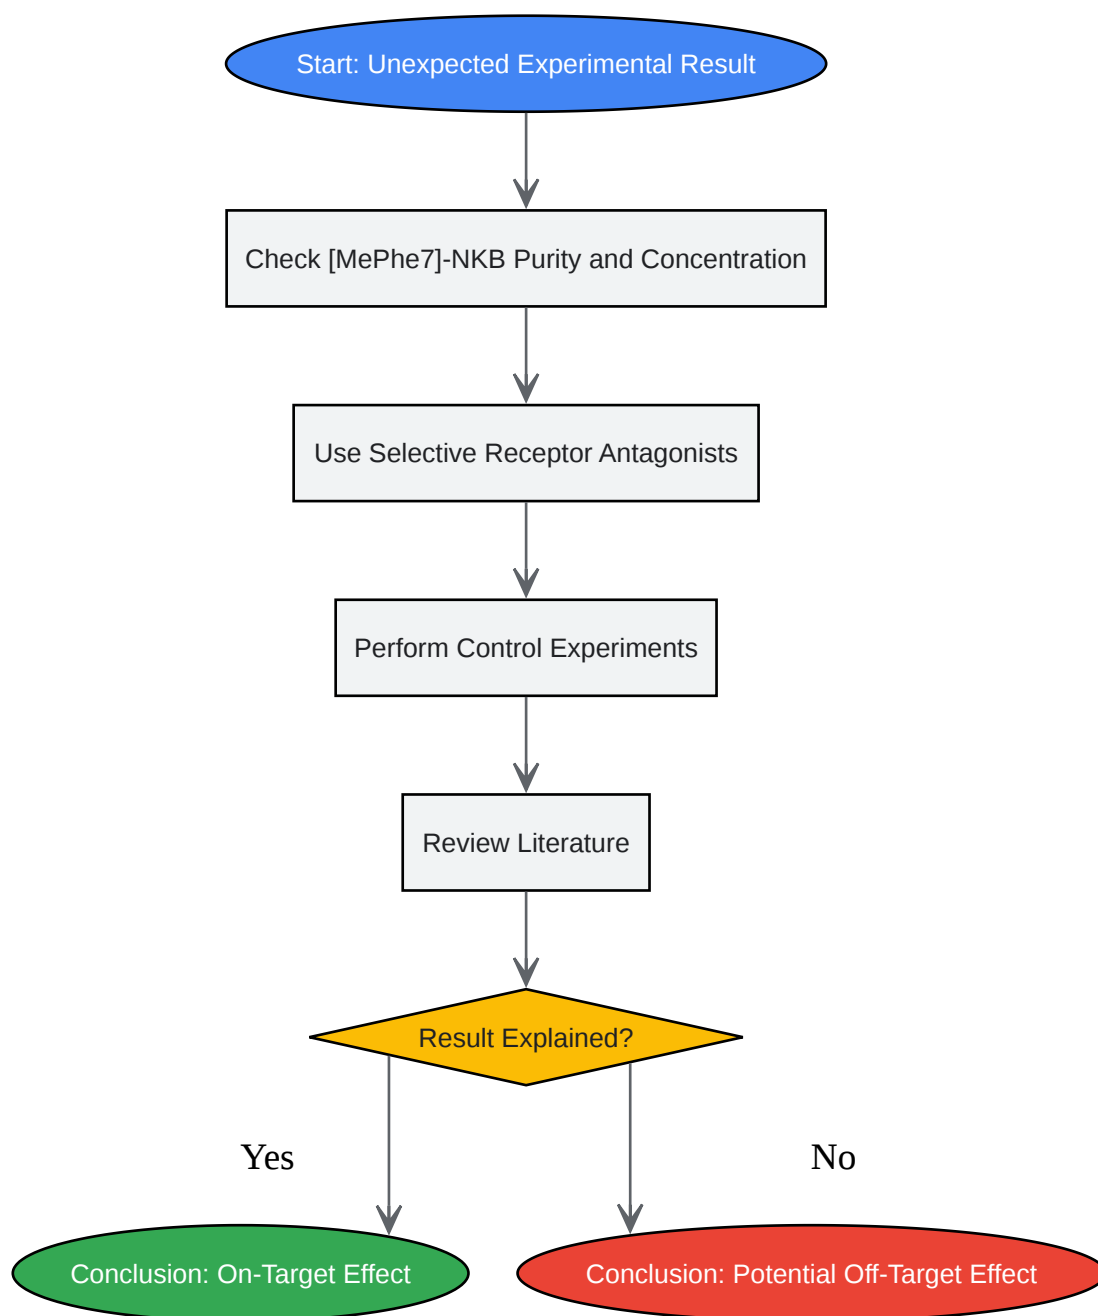 Start: Unexpected Experimental Result
Check [MePhe7]-NKB Purity and Concentration
Use Selective Receptor Antagonists
Perform Control Experiments
Review Literature
Result Explained?
Yes
No
Conclusion: On-Target Effect
Conclusion: Potential Off-Target Effect